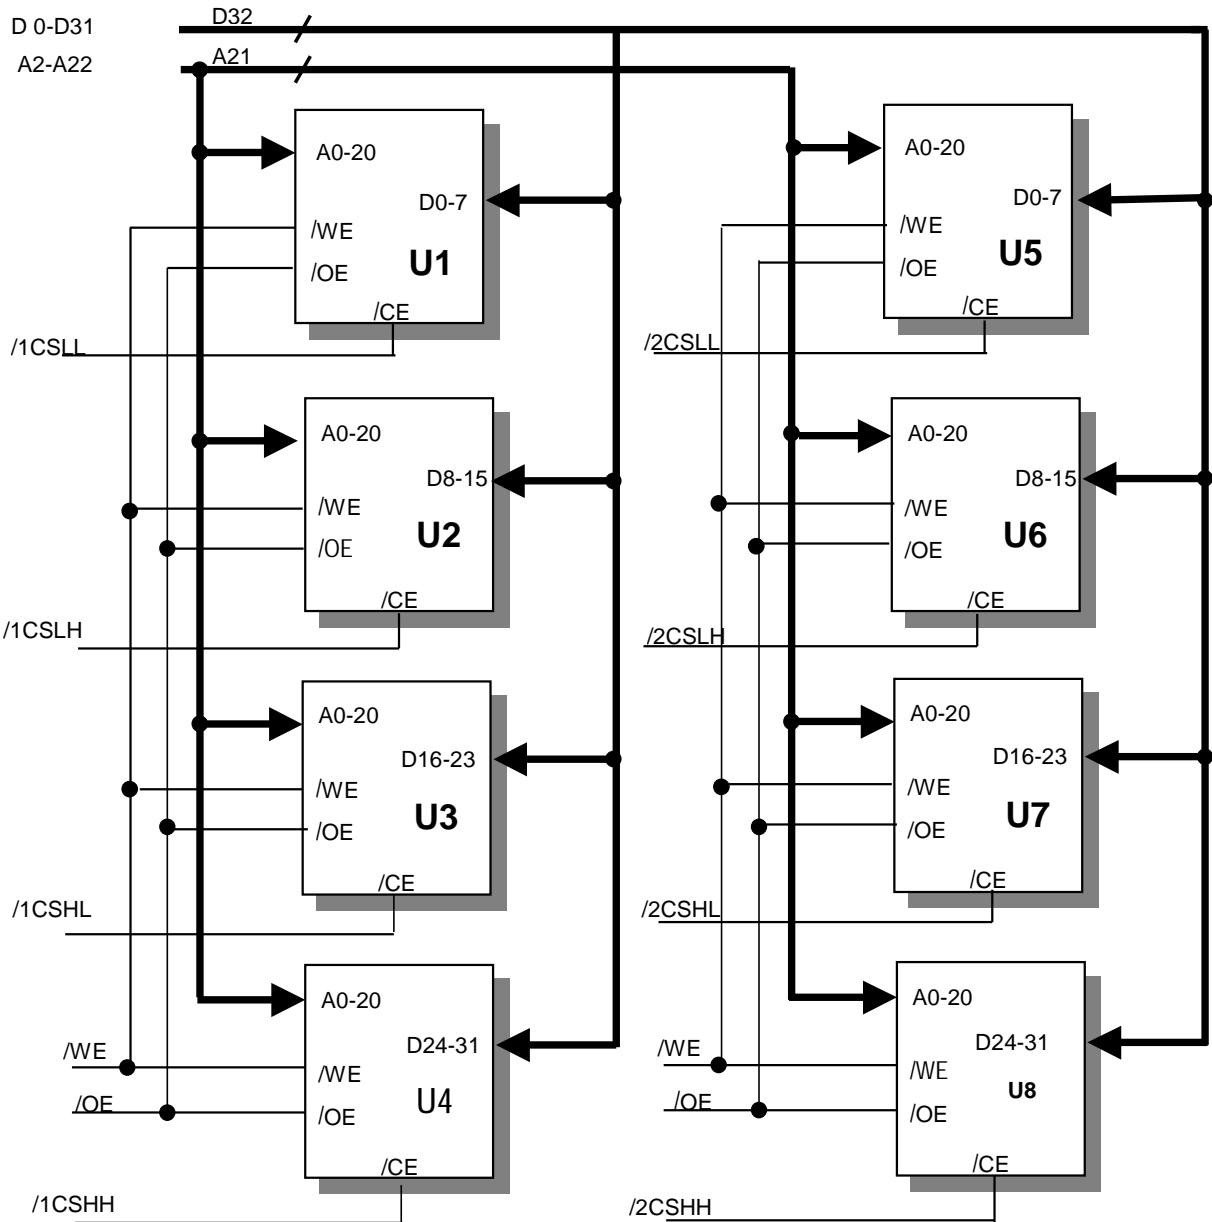 D 0-D31
D32
A2-A22
A21
A0-20
D0-7
/WE
U1
/OE
/CE
/1CSLL
A0-20
D8-15
/WE
U2
/OE
/CE
/1CSLH
A0-20
D16-23
/WE
U3
/OE
/CE
/1CSHL
A0-20
D24-31
/WE
/WE
U4
/OE
/OE
/CE
/1CSHH
A0-20
D0-7
/WE
U5
/OE
/CE
/2CSLL
A0-20
D8-15
/WE
U6
/OE
/CE
/2CSLH
A0-20
D16-23
/WE
U7
/OE
/CE
/2CSHL
A0-20
D24-31
/WE
/WE
U8
/OE
/OE
/CE
/2CSHH